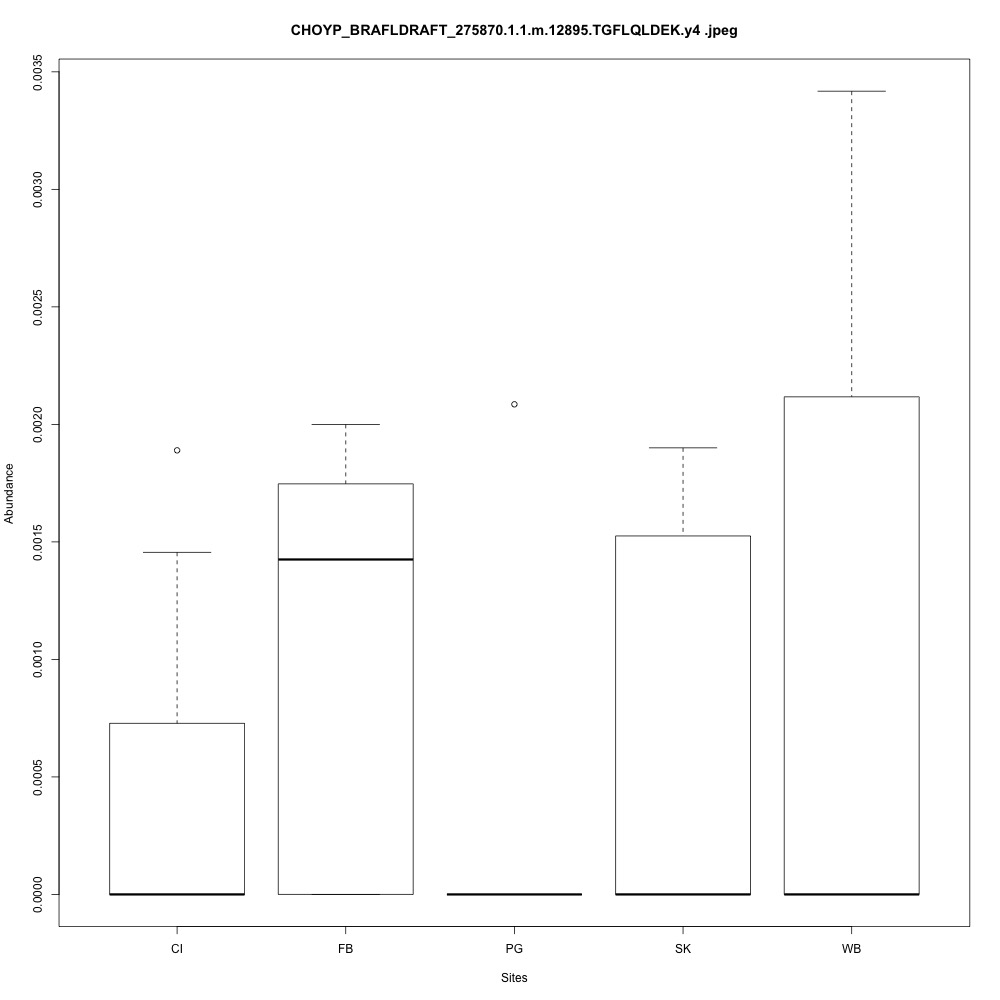 CHOYP_BRAFLDRAFT_275870.1.1.m.12895.TGFLQLDEK.y4 .jpeg
0.0035
0.0030
0.0025
0.0020
0.0015
0.0010
0.0005
0.0000
Abundance
CI FB PG SK WB
Sites